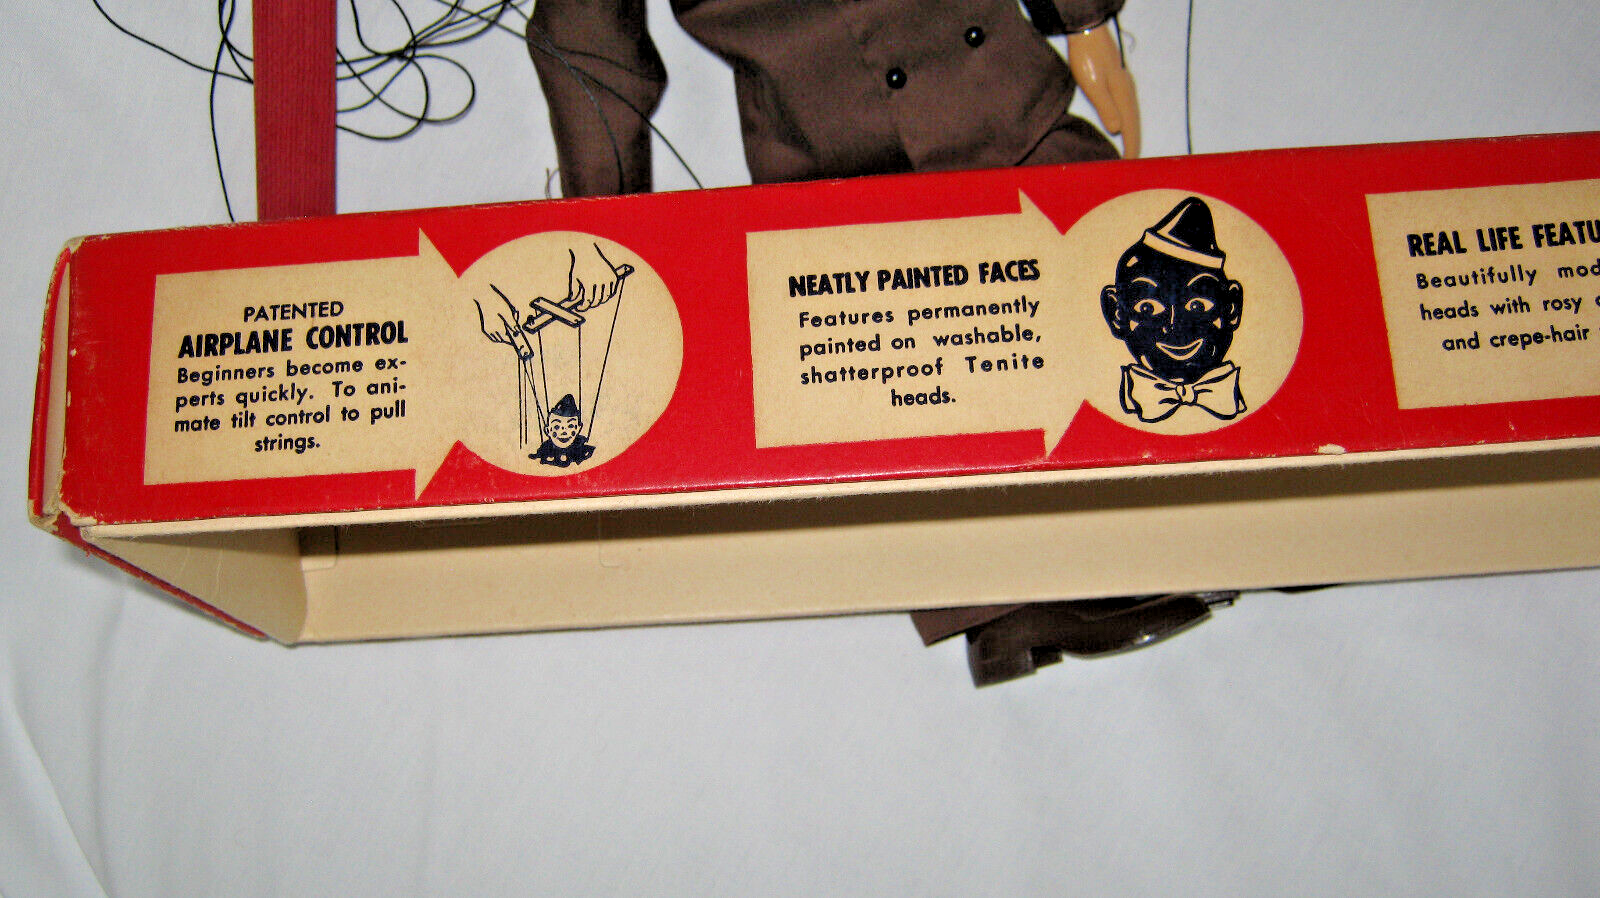 PATENTED
AIRPLANE CONTROL
Beginners become ex-
perts quickly. To ani-
mate tilt control to pull
strings.
NEATLY PAINTED FACES
Features permanently
painted on washable,
shatterproof Tenite
heads.
REAL LIFE
Beautifully
heads with rosy
and crepe-hair